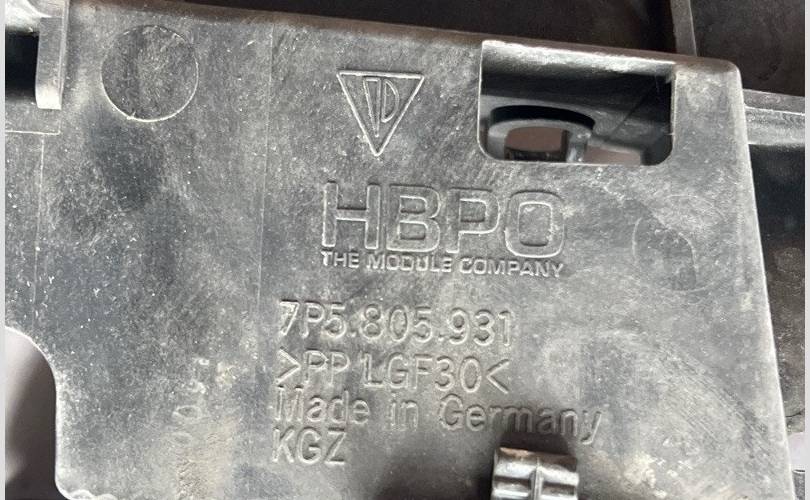 HBPO
THE MODULE COMPANY
7P5.805.931
>PP LGF30<
Made in Germany
KGZ